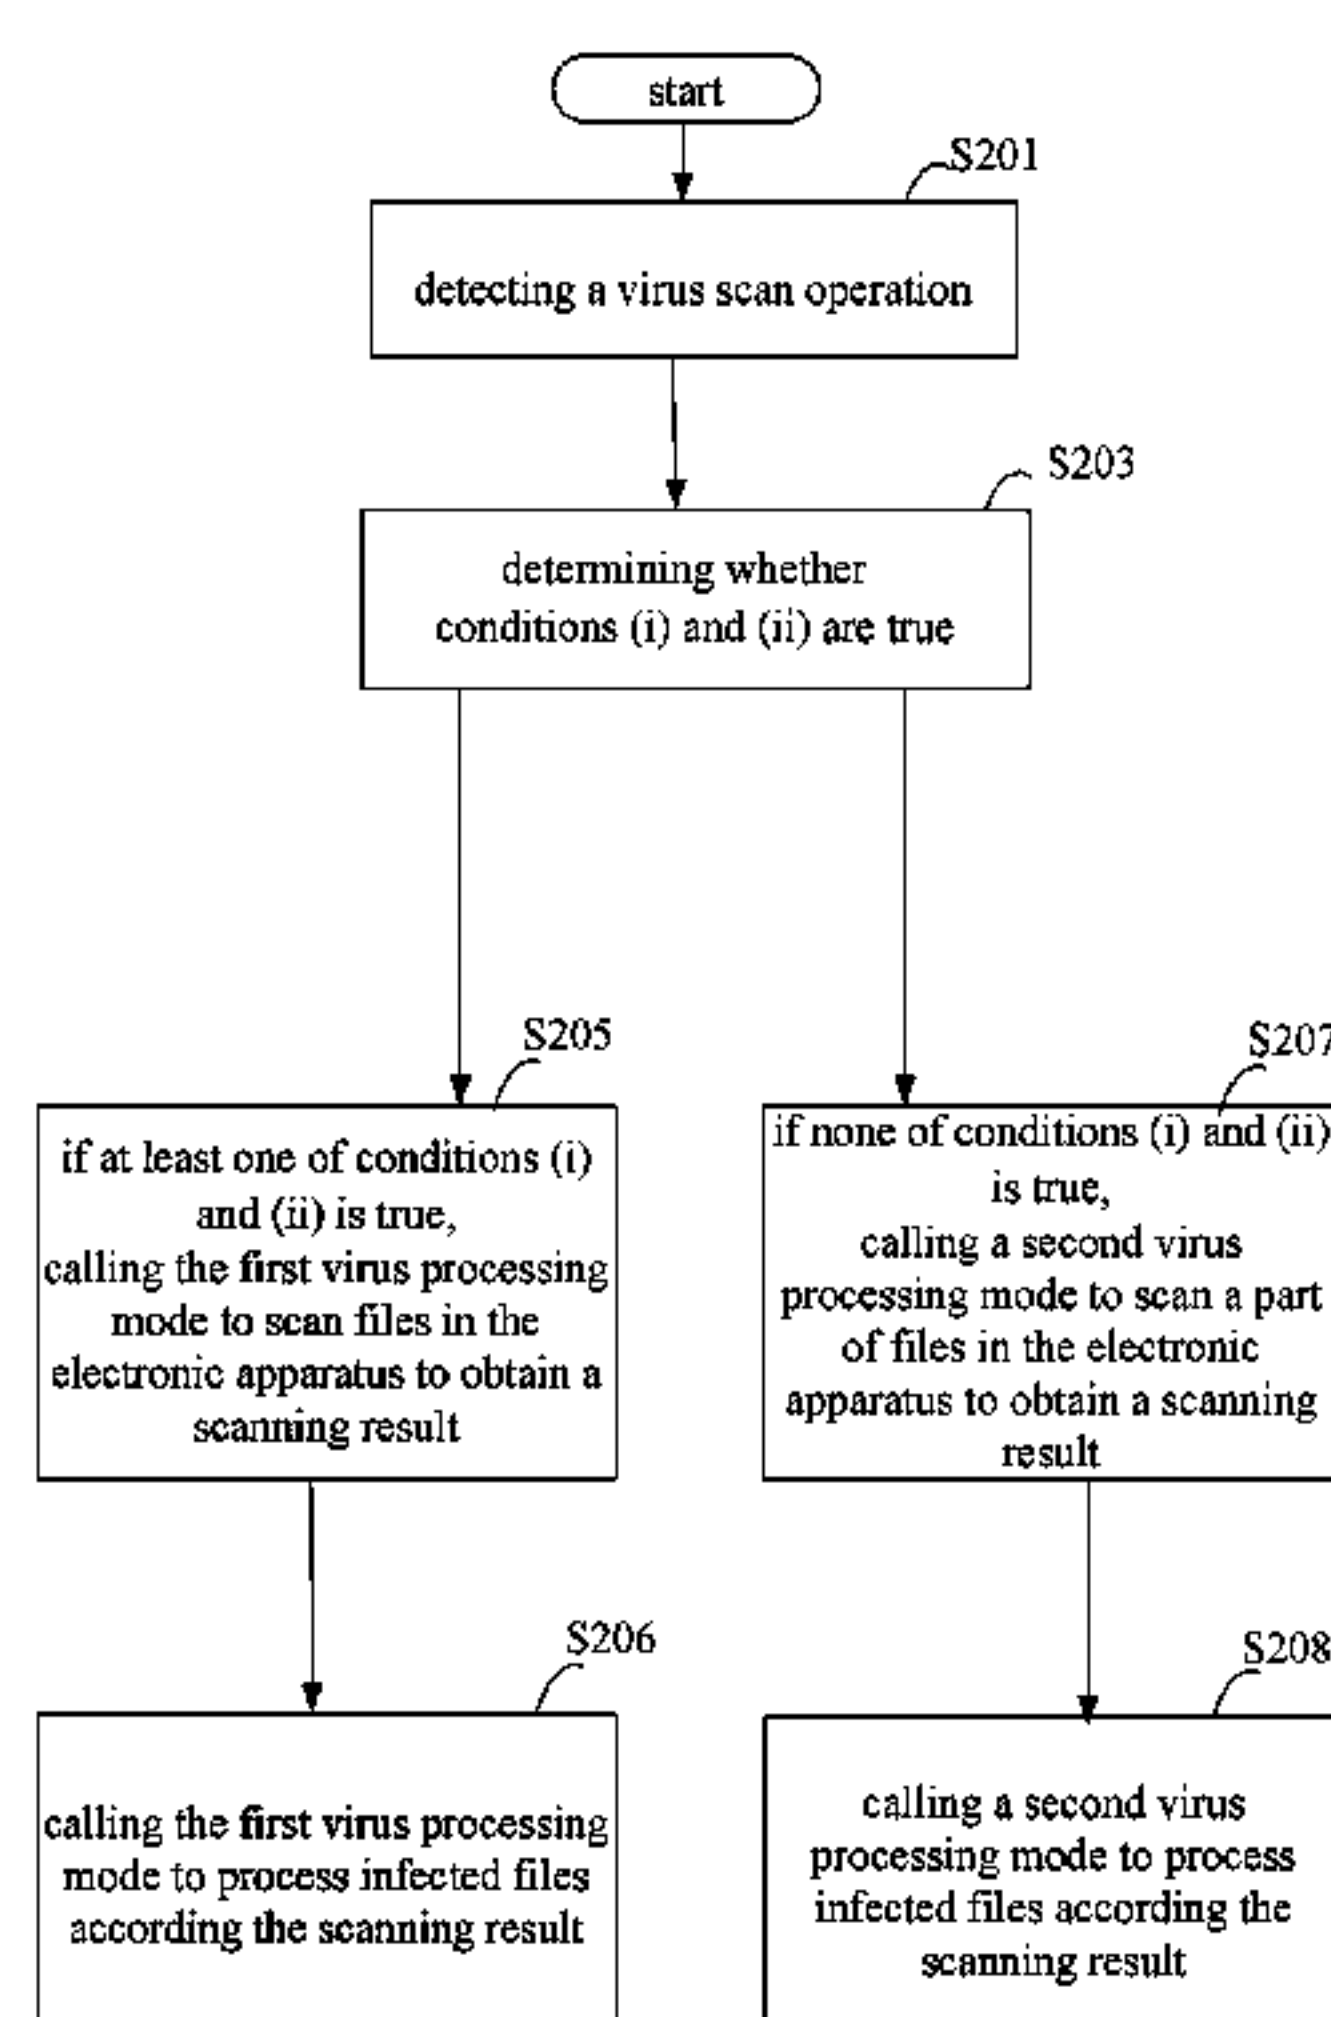 start
S201
detecting a virus scan operation
S203
determining whether
conditions (i) and (ii) are true
S205
if at least one of conditions (i)
and (ii) is true,
calling the first virus processing
mode to scan files in the
electronic apparatus to obtain a
scanning result
S207
if none of conditions (i) and (ii)
is true,
calling a second virus
processing mode to scan a part
of files in the electronic
apparatus to obtain a scanning
result
S206
calling the first virus processing
mode to process infected files
according the scanning result
S208
calling a second virus
processing mode to process
infected files according the
scanning result